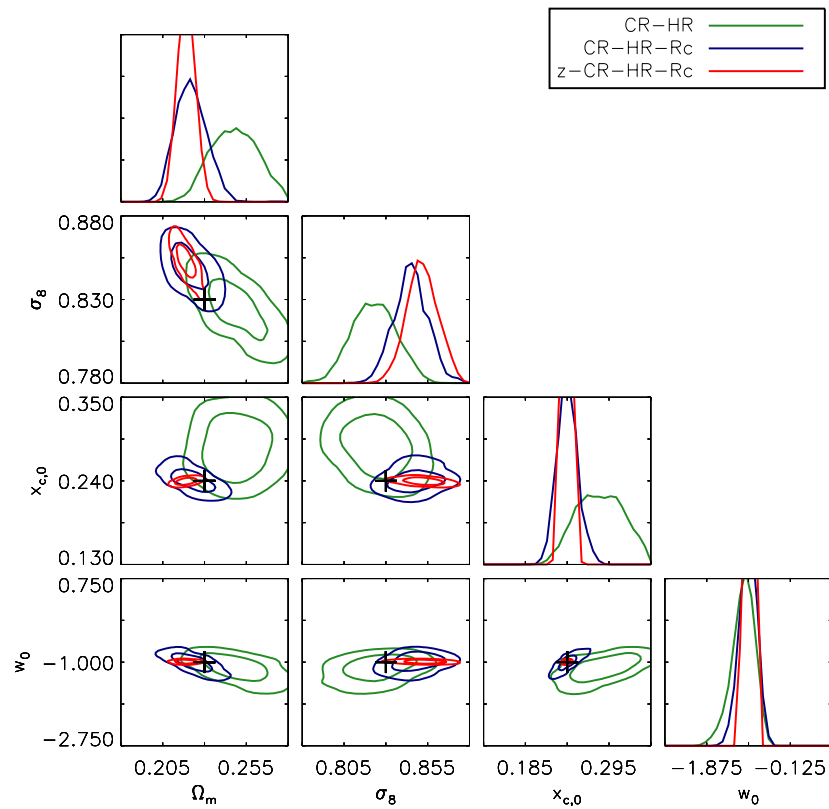 CR-HR
CR-HR-Rc
z-CR-HR-Rc
0.880
0.830
0.780
σ8
0.350
0.240
0.130
xc,0
0.750
-1.000
-2.750
w0
0.205 0.255
0.805 0.855
0.185 0.295
-1.875 -0.125
Ωm
σ8
xc,0
w0